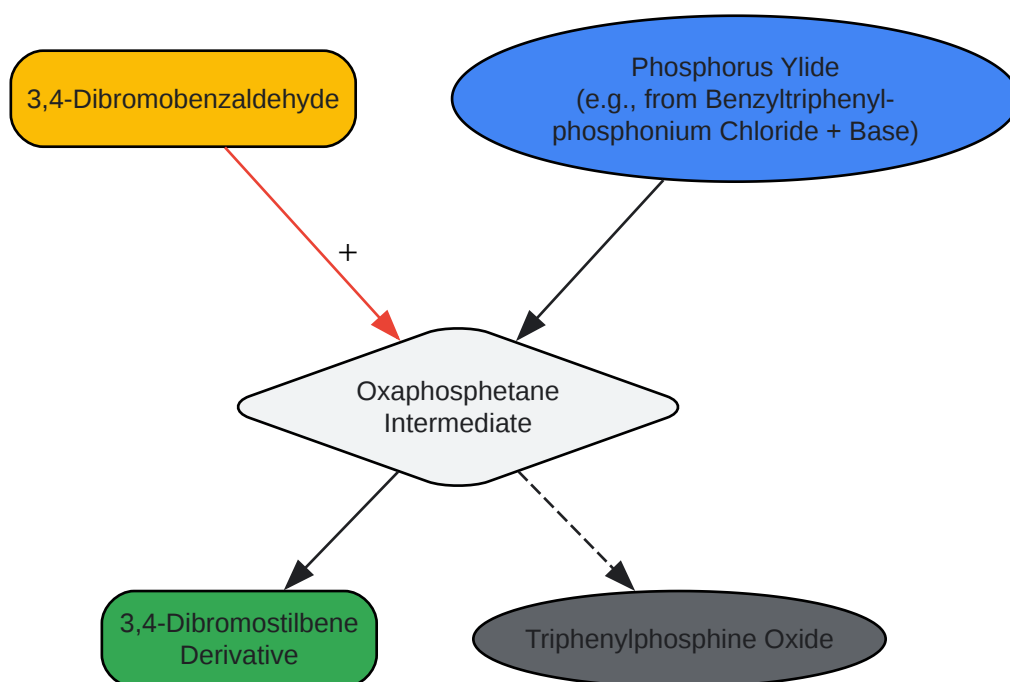 3,4-Dibromobenzaldehyde
Phosphorus Ylide
(e.g., from Benzyltriphenyl-
phosphonium Chloride + Base)
+
Oxaphosphetane
Intermediate
3,4-Dibromostilbene
Derivative
Triphenylphosphine Oxide